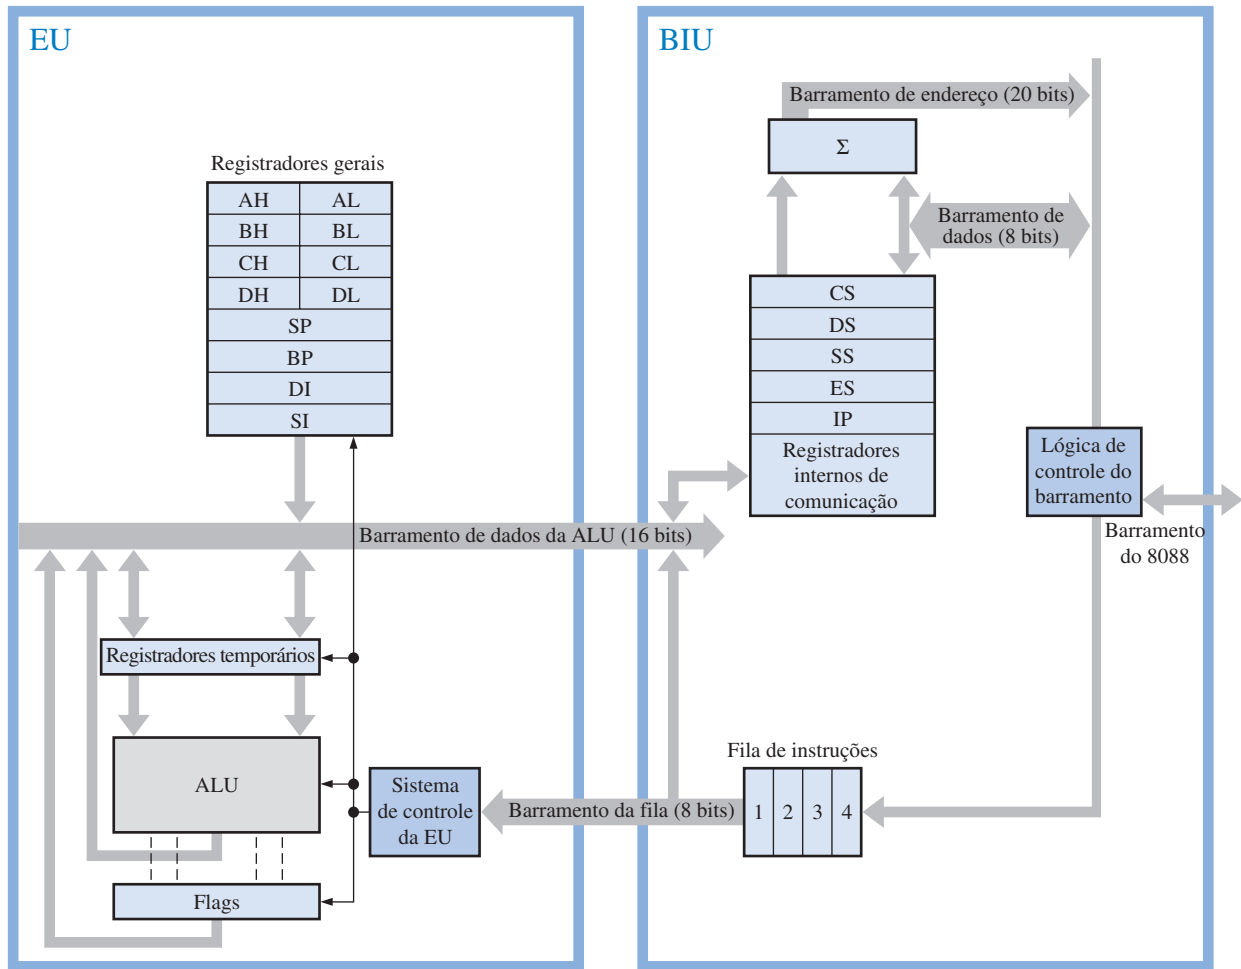 EU
Registradores gerais
AH
AL
BH
BL
CH
CL
DH
DL
SP
BP
DI
SI
Barramento de dados da ALU (16 bits)
Registradores temporários
ALU
Flags
Sistema
de controle
da EU
Barramento da fila (8 bits)
BIU
Barramento de endereço (20 bits)
Σ
Barramento de
dados (8 bits)
CS
DS
SS
ES
IP
Registradores
internos de
comunicação
Lógica de
controle do
barramento
Barramento
do 8088
Fila de instruções
1
2
3
4